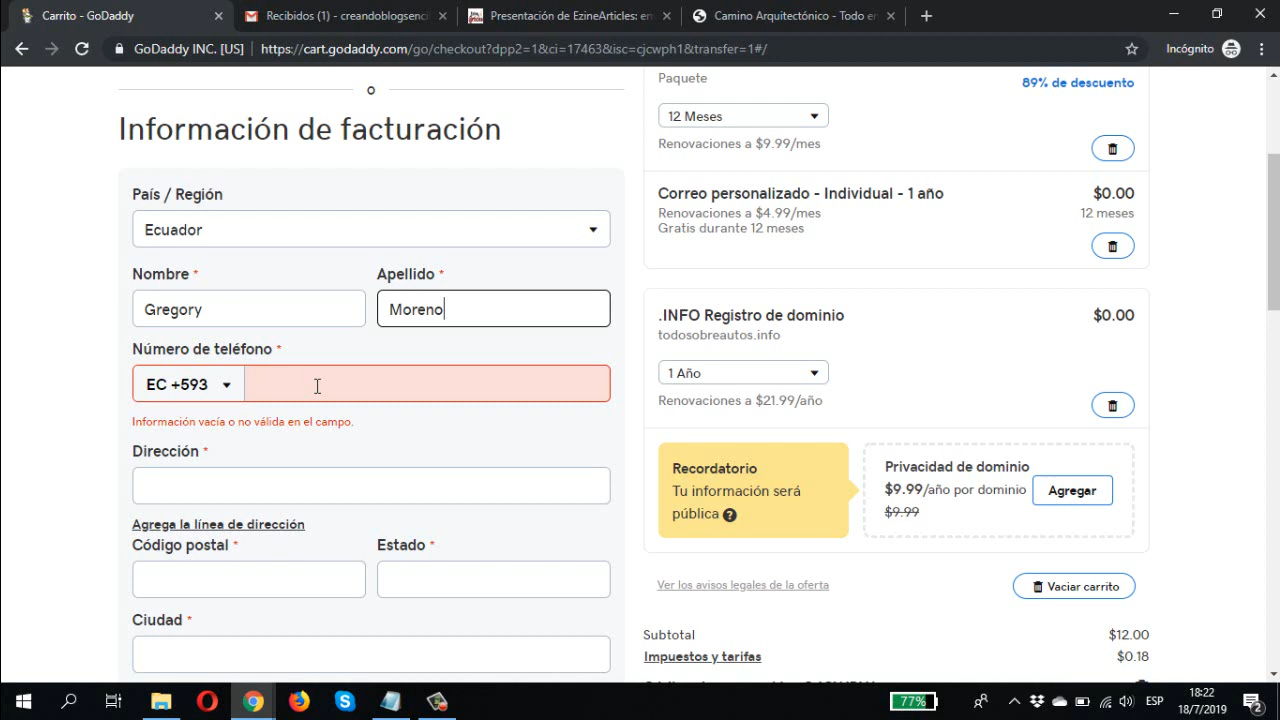 Carrito - GoDaddy
Recibidos (1) - creandoblogsenci
Presentación de EzineArticles: em
Camino Arquitectónico - Todo en
GoDaddy INC. [US]
https://cart.godaddy.com/go/checkout?dpp2=1&ci=17463&isc=cjcwph1&transfer=1#/
Incógnito
o
Información de facturación
País / Región
Ecuador
Nombre *
Apellido *
Gregory
Moreno
Número de teléfono *
EC +593
Información vacía o no válida en el campo.
Dirección *
Agrega la línea de dirección
Código postal *
Estado *
Ciudad *
Paquete
89% de descuento
12 Meses
Renovaciones a $9.99/mes
Correo personalizado - Individual - 1 año
$0.00
Renovaciones a $4.99/mes
12 meses
Gratis durante 12 meses
.INFO Registro de dominio
$0.00
todosobreautos.info
1 Año
Renovaciones a $21.99/año
Recordatorio
Tu información será
pública ?
Privacidad de dominio
$9.99/año por dominio
$9.99
Agregar
Ver los avisos legales de la oferta
Vaciar carrito
Subtotal
$12.00
Impuestos y tarifas
$0.18
77%
ESP
18:22
18/7/2019
2